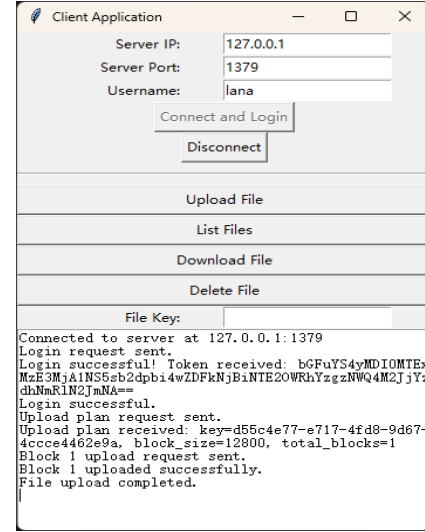 Client Application
Server IP: 127.0.0.1
Server Port: 1379
Username: lana
Connect and Login
Disconnect
Upload File
List Files
Download File
Delete File
File Key:
Connected to server at 127.0.0.1:1379
Login request sent.
Login successful! Token received: bGFuYS4yMDI0MTEx
MzE3MjA1NS5sb2dpbi4wZDFkNjBiNTE2OWRhYzgzNWQ4M2JjYz
dhNmRlN2JmNA==
Login successful.
Upload plan request sent.
Upload plan received: key=d55c4e77-e717-4fd8-9d67-
4ccce4462e9a, block_size=12800, total_blocks=1
Block 1 upload request sent.
Block 1 uploaded successfully.
File upload completed.